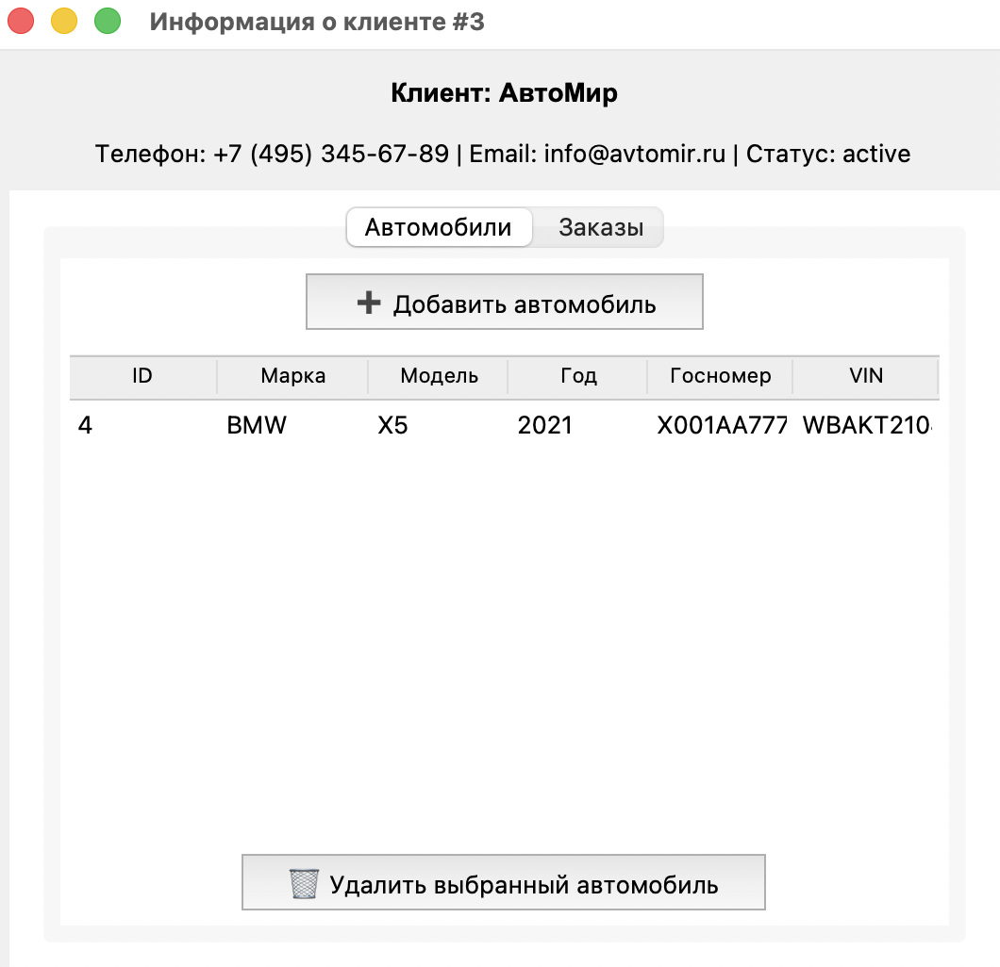 Информация о клиенте #3
Клиент: АвтоМир
Телефон: +7 (495) 345-67-89 | Email: info@avtomir.ru | Статус: active
Автомобили Заказы
➕ Добавить автомобиль
ID Марка Модель Год Госномер VIN
4 BMW X5 2021 X001AA777 WBAKT210
🗑 Удалить выбранный автомобиль